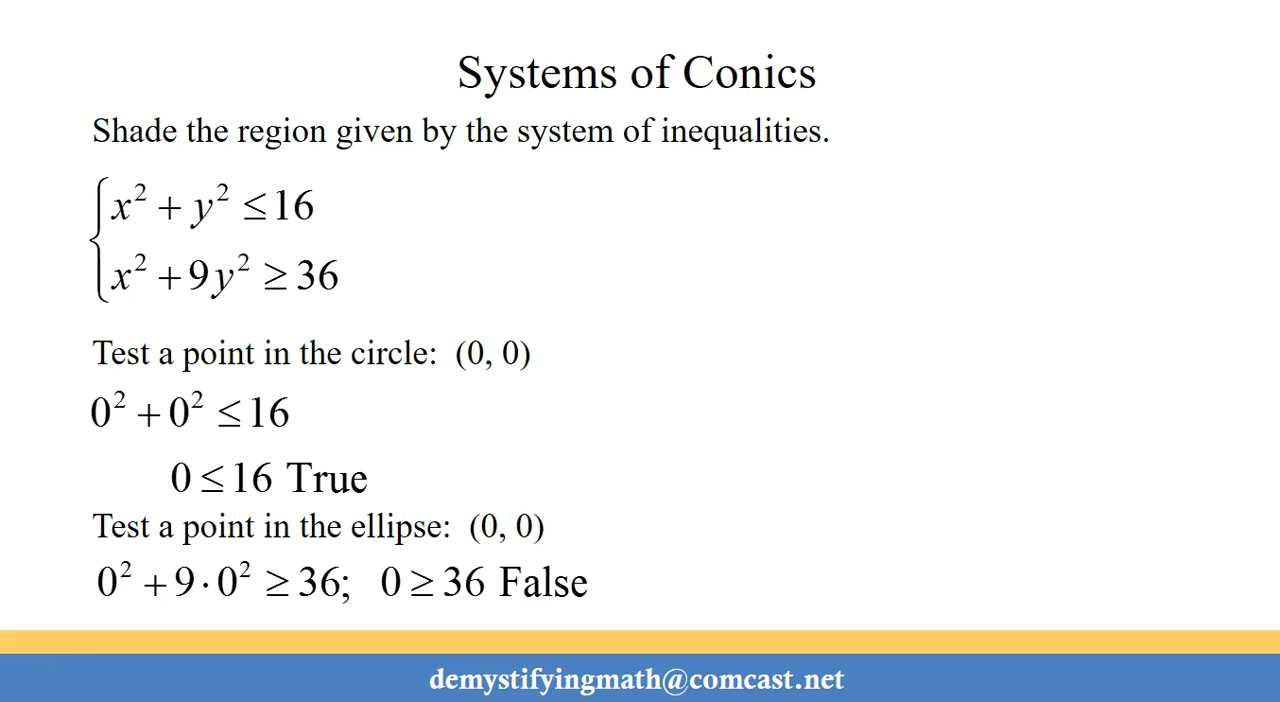 Systems of Conics
Shade the region given by the system of inequalities.
x² + y² ≤ 16
x² + 9y² ≥ 36
Test a point in the circle: (0, 0)
0² + 0² ≤ 16
0 ≤ 16 True
Test a point in the ellipse: (0, 0)
0² + 9 · 0² ≥ 36; 0 ≥ 36 False
demystifyingmath@comcast.net